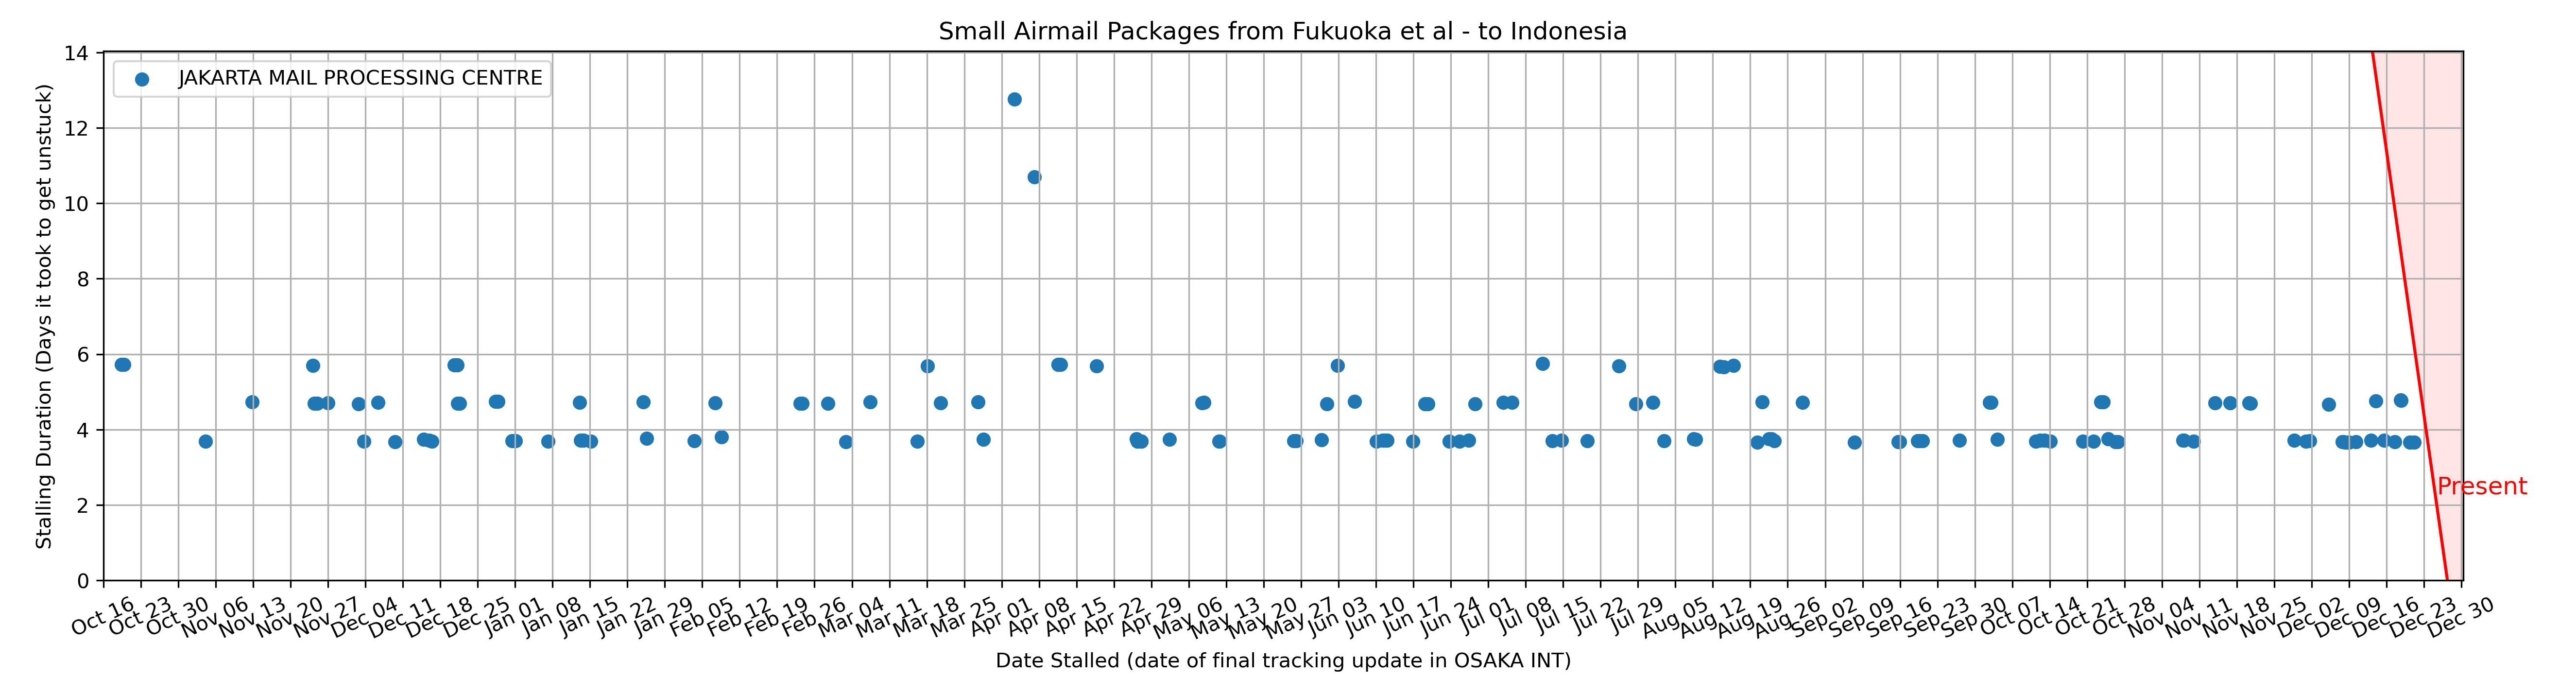 Small Airmail Packages from Fukuoka et al - to Indonesia
JAKARTA MAIL PROCESSING CENTRE
Stalling Duration (Days it took to get unstuck)
14
12
10
8
6
4
2
0
Present
Oct 16 Oct 23 Oct 30 Nov 06 Nov 13 Nov 20 Nov 27 Dec 04 Dec 11 Dec 18 Dec 25 Jan 01 Jan 08 Jan 15 Jan 22 Jan 29 Feb 05 Feb 12 Feb 19 Feb 26 Mar 04 Mar 11 Mar 18 Mar 25 Apr 01 Apr 08 Apr 15 Apr 22 Apr 29 May 06 May 13 May 20 May 27 Jun 03 Jun 10 Jun 17 Jun 24 Jul 01 Jul 08 Jul 15 Jul 22 Jul 29 Aug 05 Aug 12 Aug 19 Aug 26 Sep 02 Sep 09 Sep 16 Sep 23 Sep 30 Oct 07 Oct 14 Oct 21 Oct 28 Nov 04 Nov 11 Nov 18 Nov 25 Dec 02 Dec 09 Dec 16 Dec 23 Dec 30
Date Stalled (date of final tracking update in OSAKA INT)